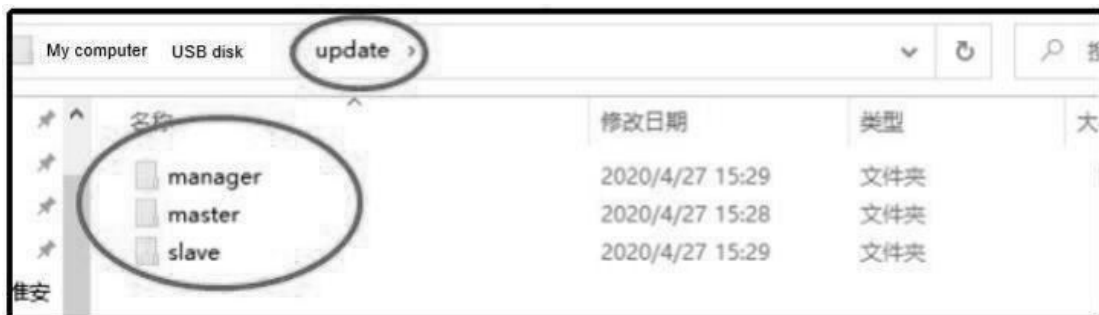 My computer USB disk update >
名称 修改日期 类型 大
manager 2020/4/27 15:29 文件夹
master 2020/4/27 15:28 文件夹
slave 2020/4/27 15:29 文件夹
淮安